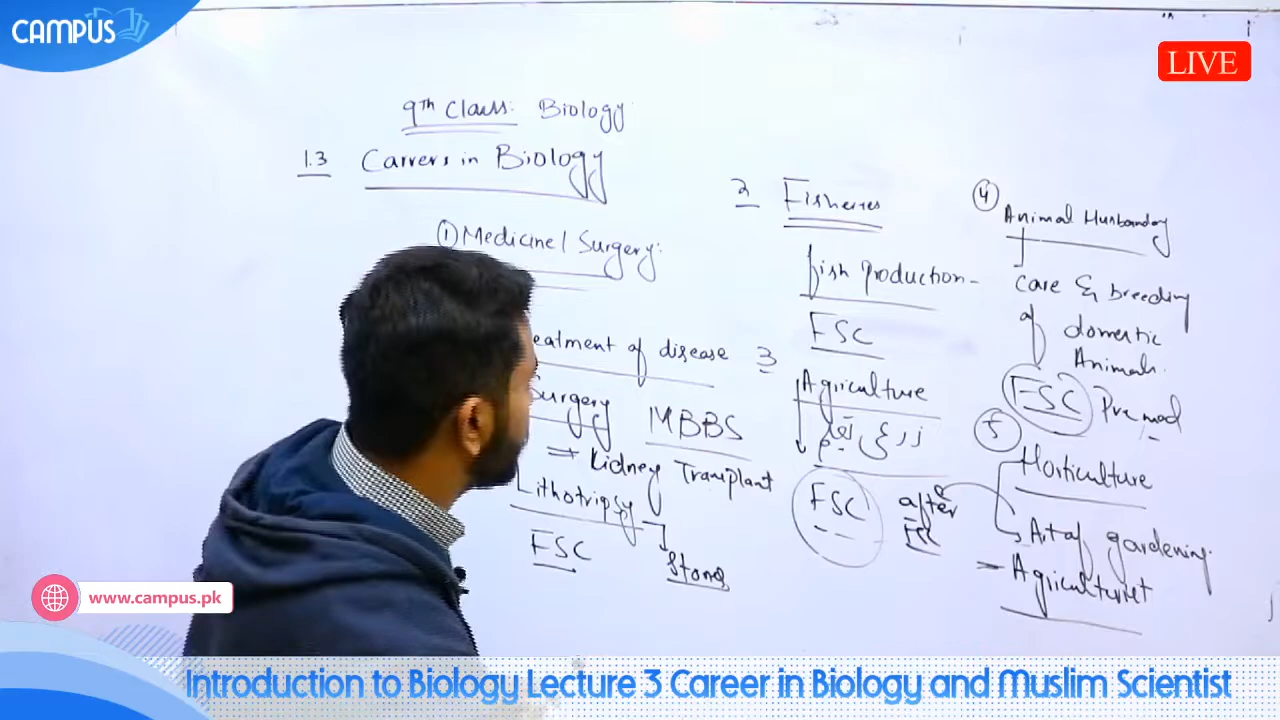 CAMPUS
LIVE
9th Class: Biology
1.3 Careers in Biology
① Medicine/Surgery:
eatment of disease
Surgery MBBS
⇒ Kidney Transplant
Lithotripsy
FSC
Stone
2 Fisheries
fish Production-
FSC
3
Agriculture
زرعی تعلیم
FSC after
FSC
④ Animal Husbandry
care & breeding
of domestic
Animals.
FSC Pre med
⑤ Horticulture
Art of gardening.
- Agriculturist
www.campus.pk
Introduction to Biology Lecture 3 Career in Biology and Muslim Scientist